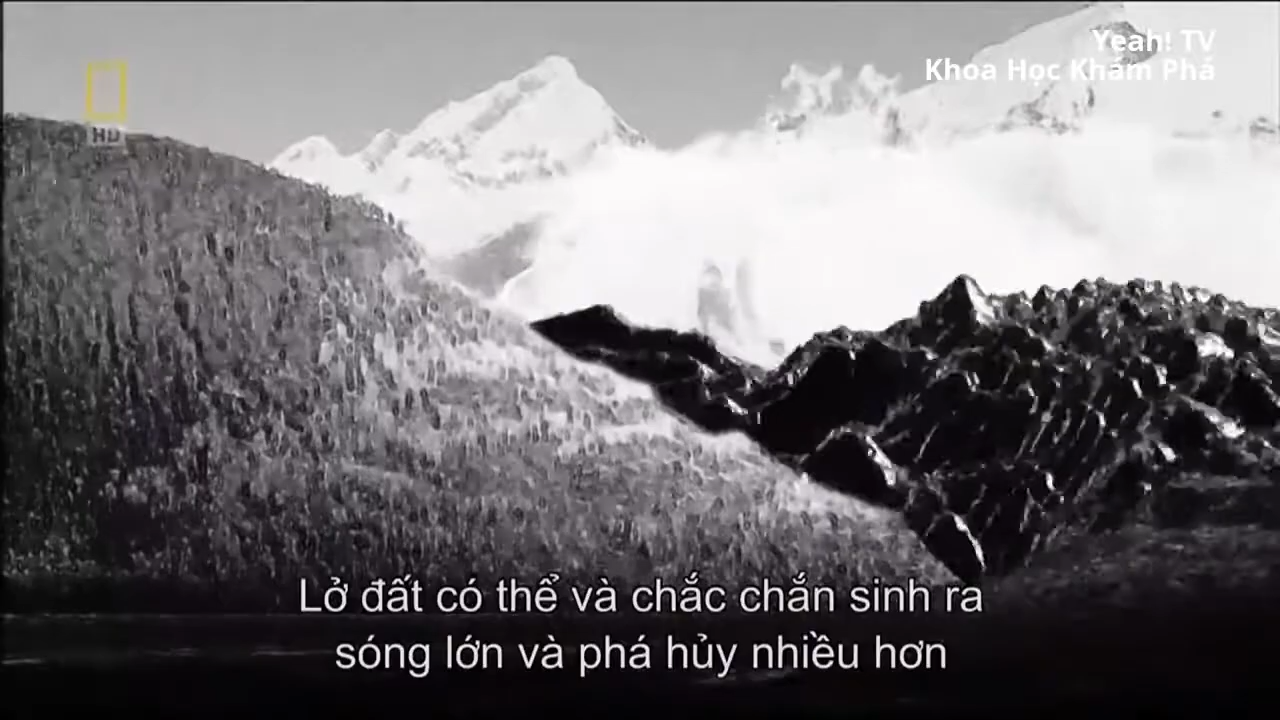 Yeah! TV
Khoa Học Khám Phá
HD
Lở đất có thể và chắc chắn sinh ra
sóng lớn và phá hủy nhiều hơn